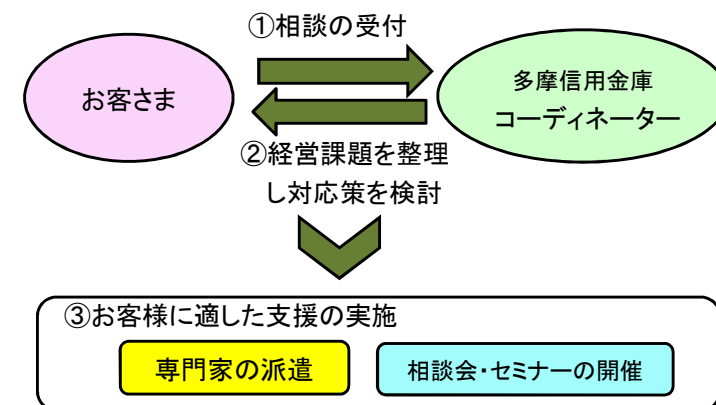 ①相談の受付
お客さま
多摩信用金庫
コーディネーター
②経営課題を整理
し対応策を検討
③お客様に適した支援の実施
専門家の派遣
相談会・セミナーの開催